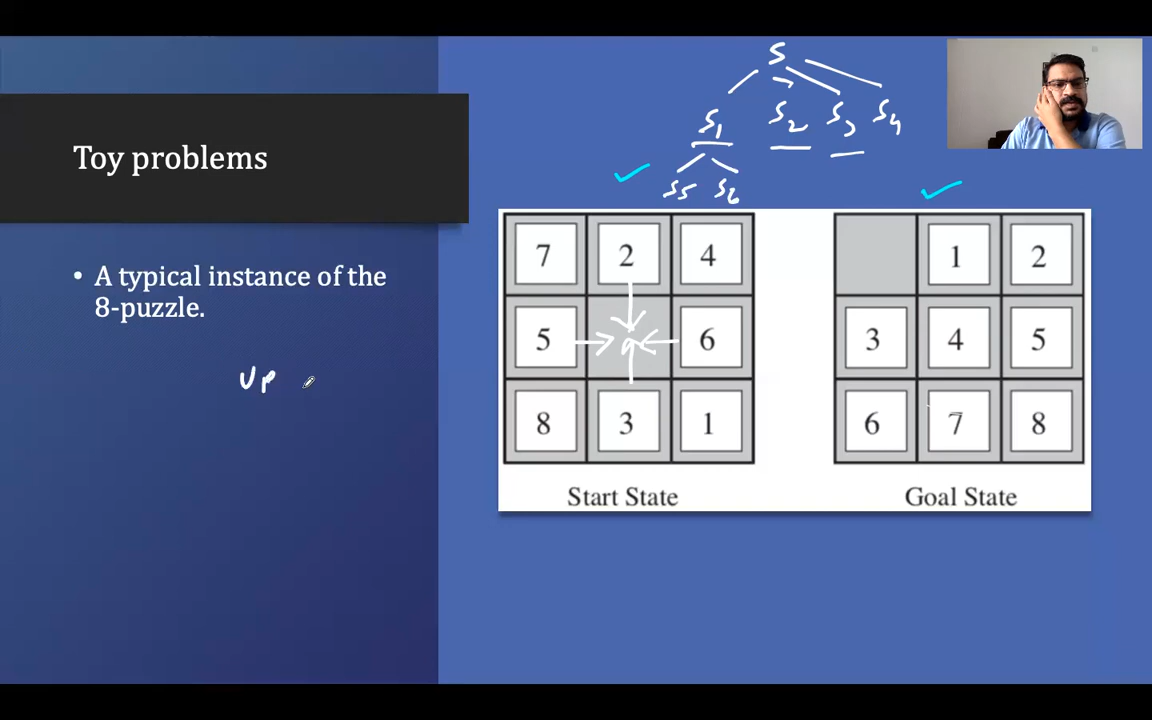 Toy problems
• A typical instance of the
8-puzzle.
UP
S
S1 S2 S3 S4
S5 S6
7 2 4
5 6
8 3 1
Start State
1 2
3 4 5
6 7 8
Goal State